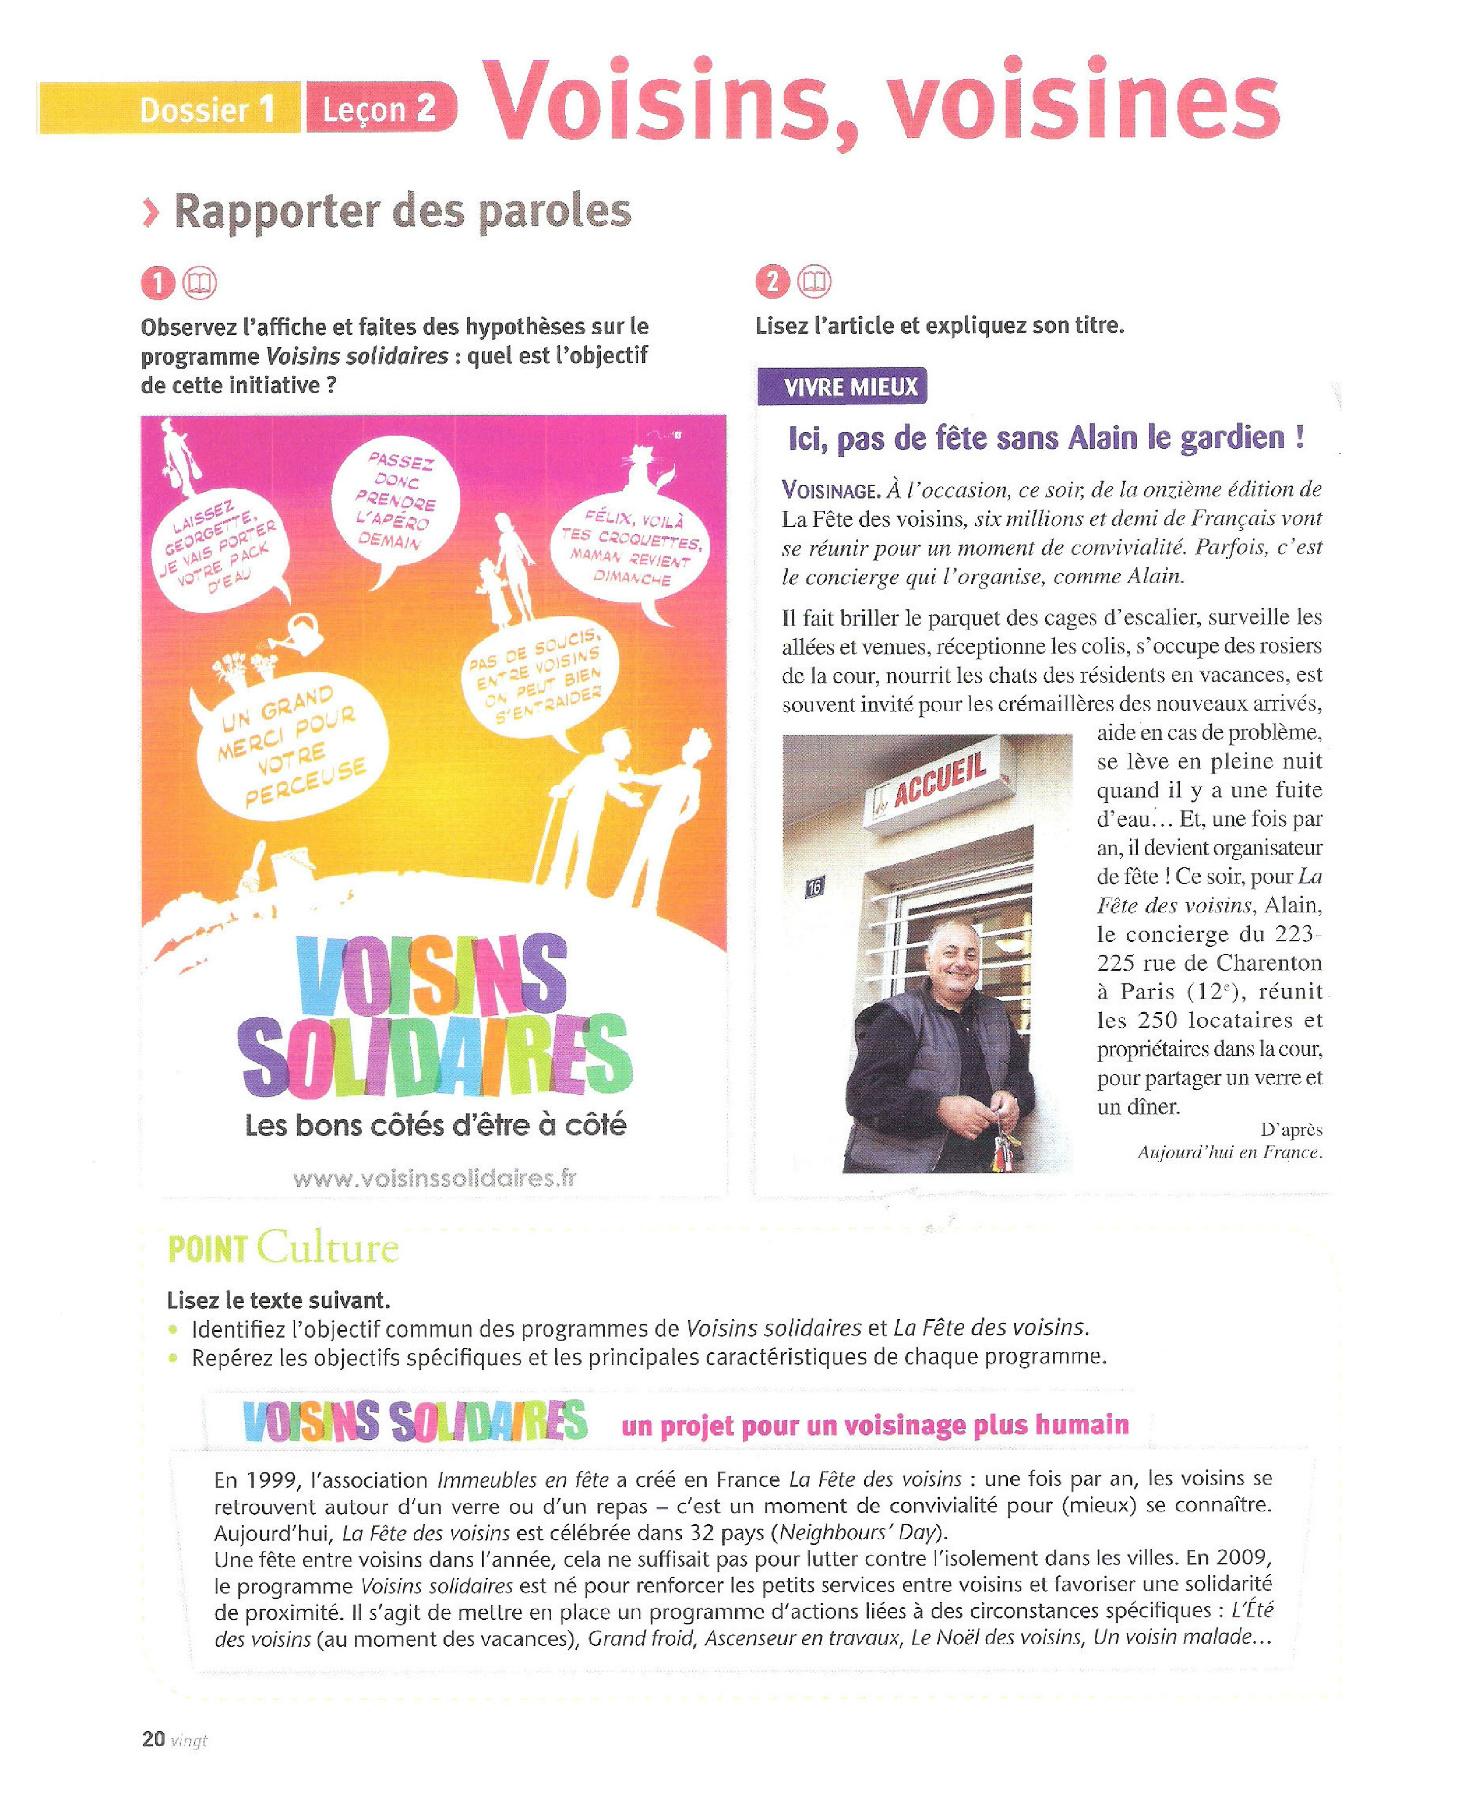 Dossier 1 Leçon 2 Voisins, voisines
› Rapporter des paroles
1
Observez l'affiche et faites des hypothèses sur le
programme Voisins solidaires : quel est l'objectif
de cette initiative ?
LAISSEZ
GEORGETTE,
JE VAIS PORTER
VOTRE PACK
D'EAU
PASSEZ
DONC
PRENDRE
L'APÉRO
DEMAIN
FÉLIX, VOILÀ
TES CROQUETTES,
MAMAN REVIENT
DIMANCHE
PAS DE SOUCIS,
ENTRE VOISINS
ON PEUT BIEN
S'ENTRAIDER
UN GRAND
MERCI POUR
VOTRE
PERCEUSE
VOISINS
SOLIDAIRES
Les bons côtés d'être à côté
www.voisinssolidaires.fr
2
Lisez l'article et expliquez son titre.
VIVRE MIEUX
Ici, pas de fête sans Alain le gardien !
VOISINAGE. À l'occasion, ce soir, de la onzième édition de
La Fête des voisins, six millions et demi de Français vont
se réunir pour un moment de convivialité. Parfois, c'est
le concierge qui l'organise, comme Alain.
Il fait briller le parquet des cages d'escalier, surveille les
allées et venues, réceptionne les colis, s'occupe des rosiers
de la cour, nourrit les chats des résidents en vacances, est
souvent invité pour les crémaillères des nouveaux arrivés,
aide en cas de problème,
se lève en pleine nuit
quand il y a une fuite
d'eau... Et, une fois par
an, il devient organisateur
de fête ! Ce soir, pour La
Fête des voisins, Alain,
le concierge du 223-
225 rue de Charenton
à Paris (12e), réunit
les 250 locataires et
propriétaires dans la cour,
pour partager un verre et
un dîner.
D'après
Aujourd'hui en France.
ACCUEIL
16
POINT Culture
Lisez le texte suivant.
• Identifiez l'objectif commun des programmes de Voisins solidaires et La Fête des voisins.
• Repérez les objectifs spécifiques et les principales caractéristiques de chaque programme.
VOISINS SOLIDAIRES un projet pour un voisinage plus humain
En 1999, l'association Immeubles en fête a créé en France La Fête des voisins : une fois par an, les voisins se
retrouvent autour d'un verre ou d'un repas – c'est un moment de convivialité pour (mieux) se connaître.
Aujourd'hui, La Fête des voisins est célébrée dans 32 pays (Neighbours' Day).
Une fête entre voisins dans l'année, cela ne suffisait pas pour lutter contre l'isolement dans les villes. En 2009,
le programme Voisins solidaires est né pour renforcer les petits services entre voisins et favoriser une solidarité
de proximité. Il s'agit de mettre en place un programme d'actions liées à des circonstances spécifiques : L'Été
des voisins (au moment des vacances), Grand froid, Ascenseur en travaux, Le Noël des voisins, Un voisin malade...
20 vingt